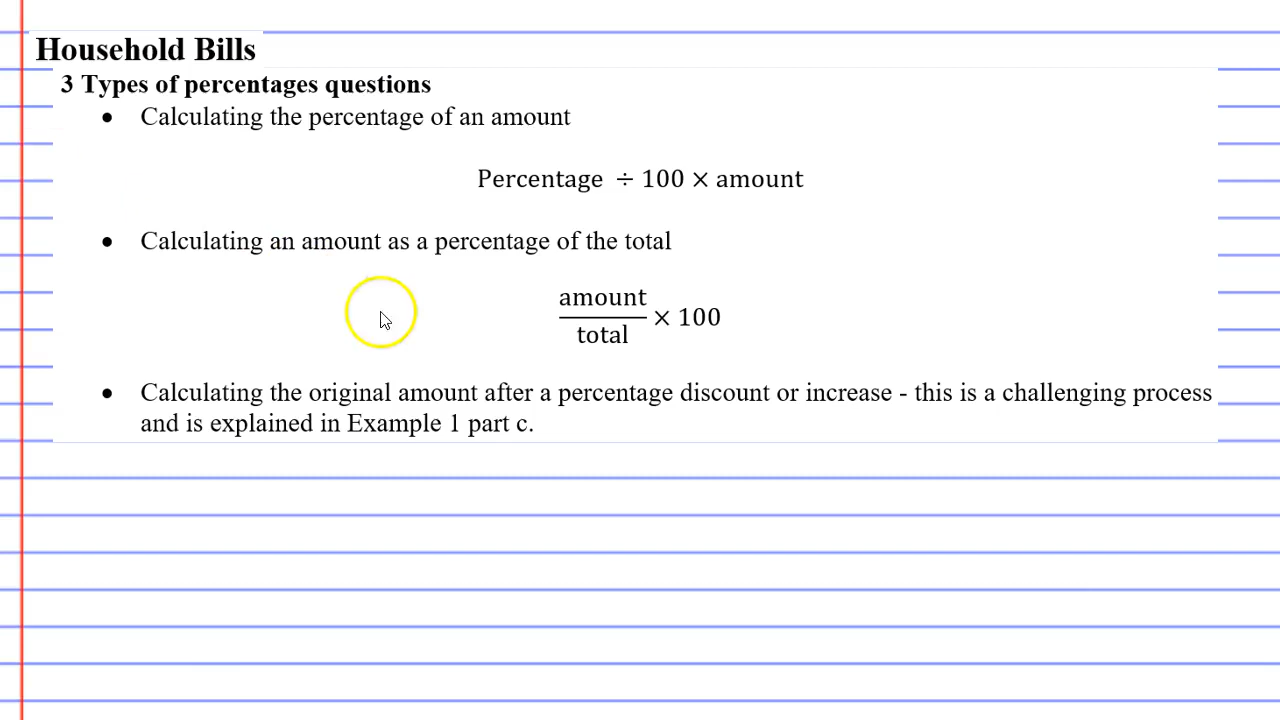 Household Bills
3 Types of percentages questions
• Calculating the percentage of an amount
Percentage ÷ 100 × amount
• Calculating an amount as a percentage of the total
amount
total
× 100
• Calculating the original amount after a percentage discount or increase - this is a challenging process
and is explained in Example 1 part c.